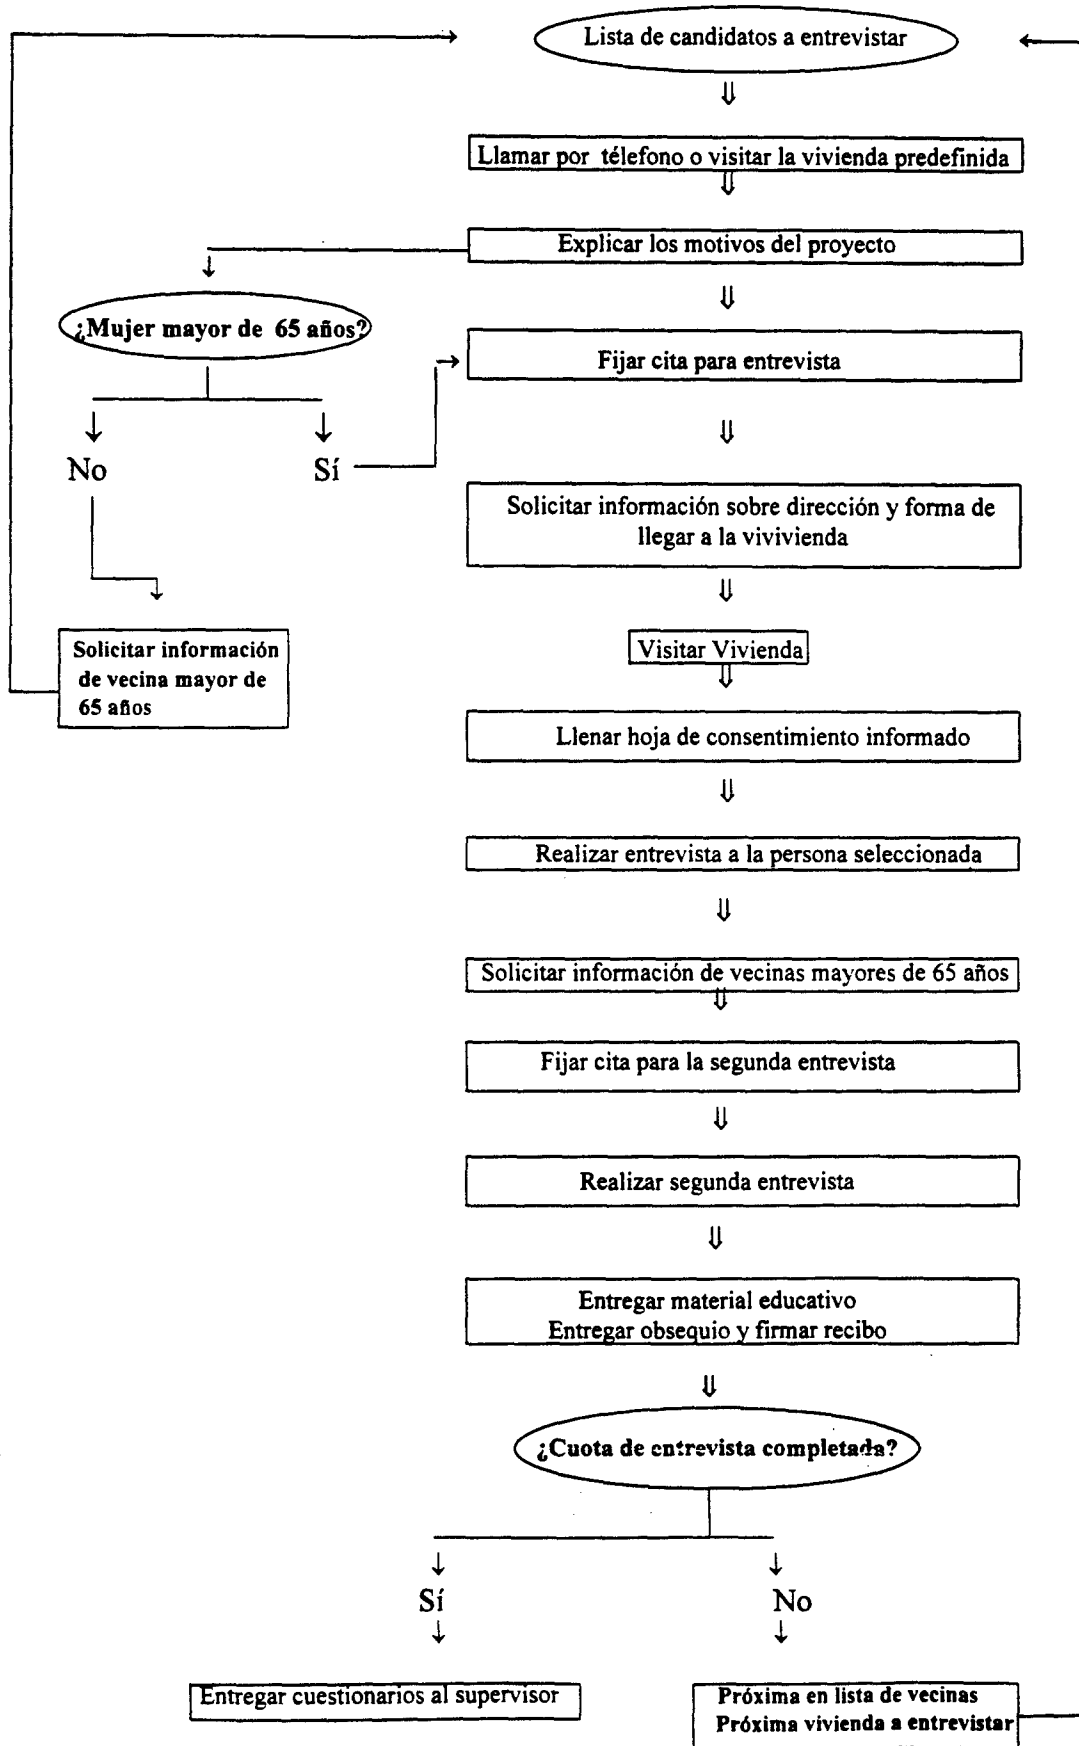 Lista de candidatos a entrevistar
Llamar por télefono o visitar la vivienda predefinida
Explicar los motivos del proyecto
¿Mujer mayor de 65 años?
Fijar cita para entrevista
No
Sí
Solicitar información sobre dirección y forma de
llegar a la vivivienda
Solicitar información
de vecina mayor de
65 años
Visitar Vivienda
Llenar hoja de consentimiento informado
Realizar entrevista a la persona seleccionada
Solicitar información de vecinas mayores de 65 años
Fijar cita para la segunda entrevista
Realizar segunda entrevista
Entregar material educativo
Entregar obsequio y firmar recibo
¿Cuota de entrevista completada?
Sí
No
Entregar cuestionarios al supervisor
Próxima en lista de vecinas
Próxima vivienda a entrevistar